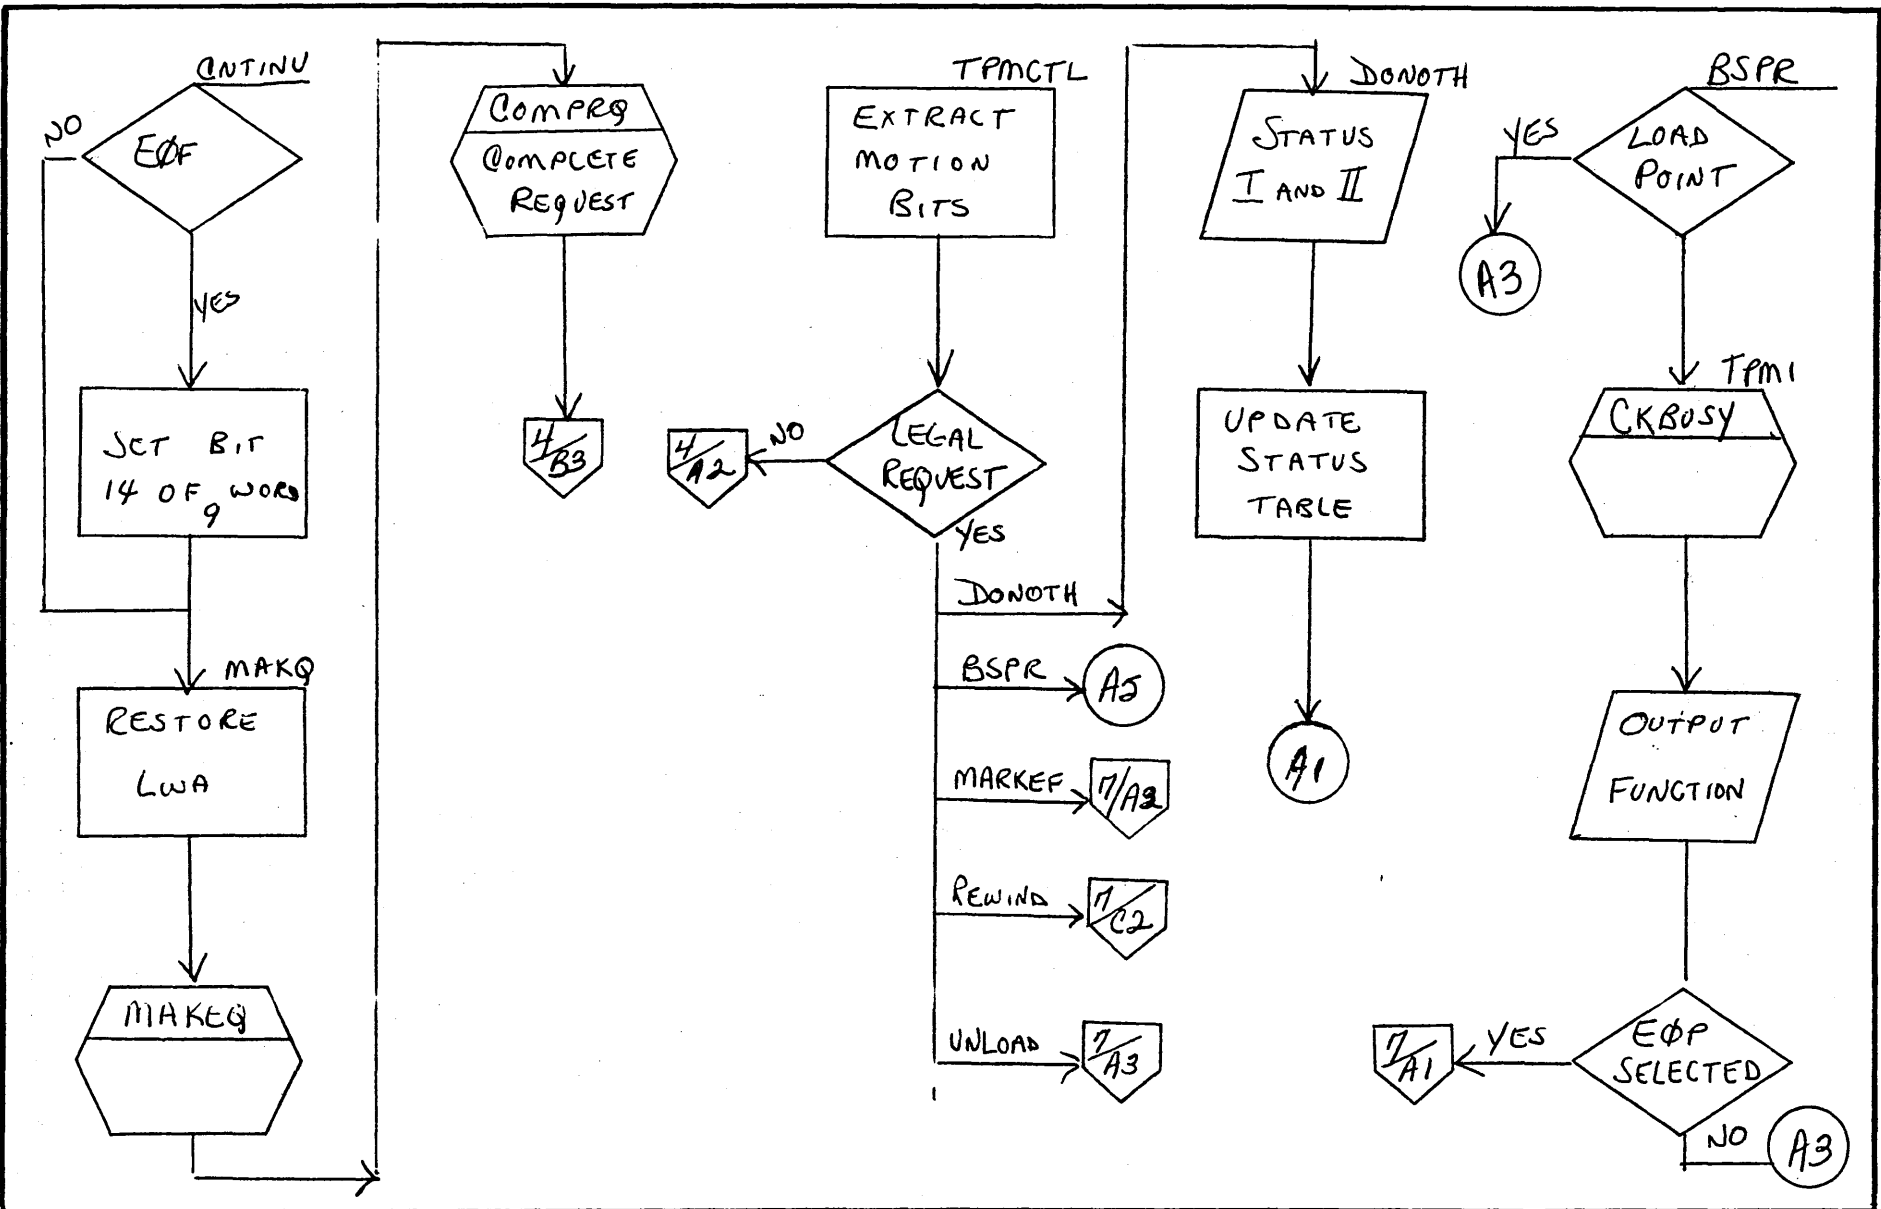 CNTINU
NO
EØF
YES
SET BIT
14 OF WORD
9
MAKQ
RESTORE
LWA
MAKEQ
COMPRQ
COMPLETE
REQUEST
4/B3
TPMCTL
EXTRACT
MOTION
BITS
LEGAL
REQUEST
NO
4/A2
YES
DONOTH
BSPR
A5
MARKEF
7/A2
REWIND
7/C2
UNLOAD
7/A3
DONOTH
STATUS
I AND II
UPDATE
STATUS
TABLE
A1
BSPR
LOAD
POINT
YES
A3
TPM1
CKBUSY
OUTPUT
FUNCTION
EØP
SELECTED
YES
7/A1
NO
A3